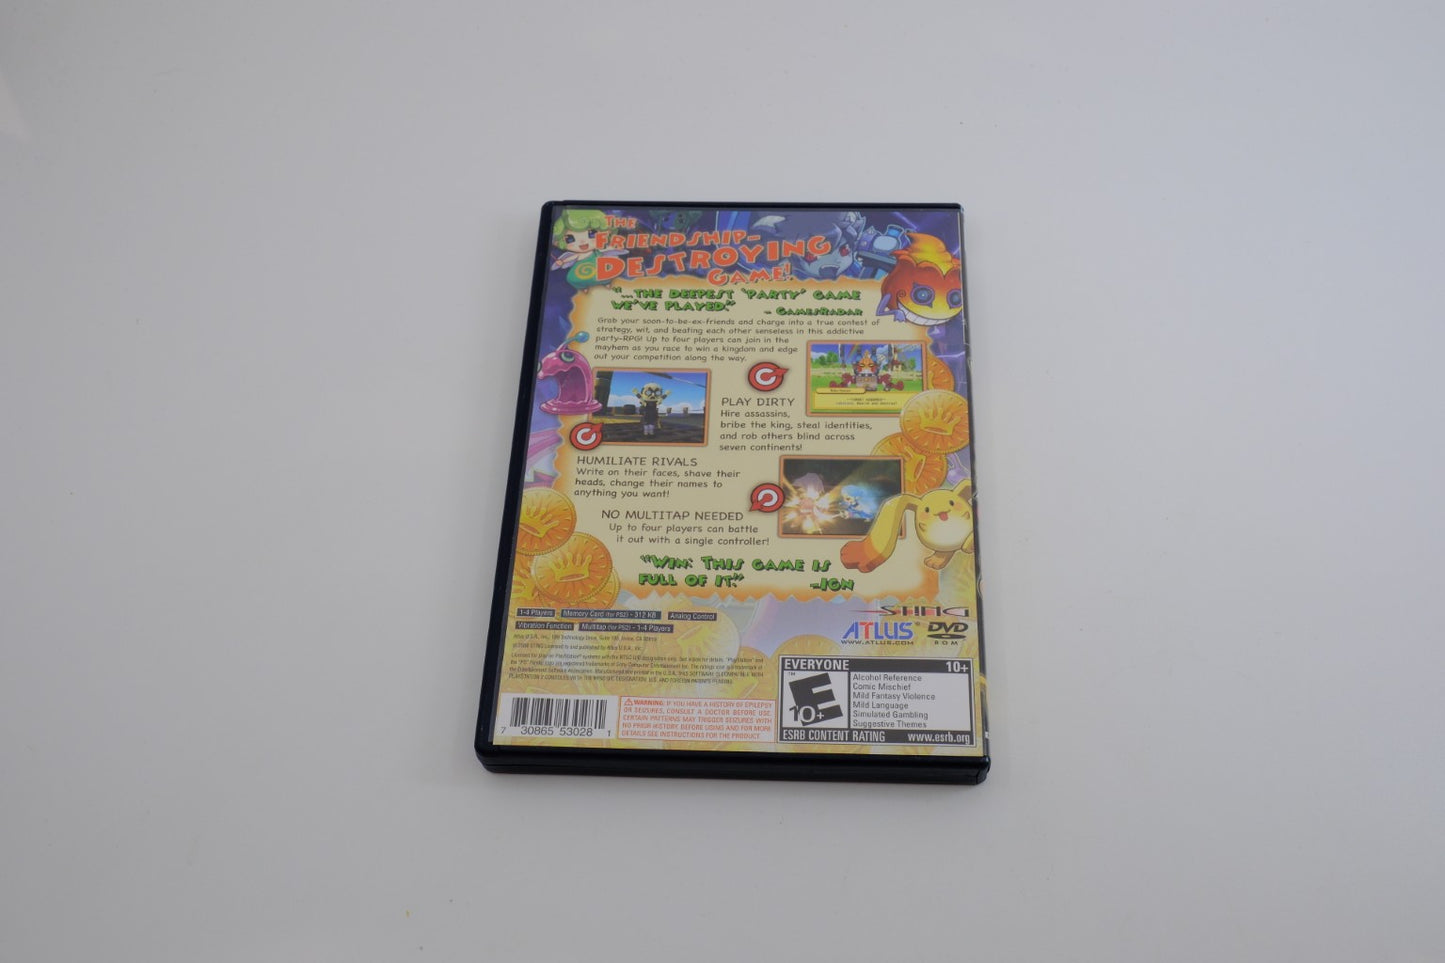 THE
FRIENDSHIP-
DESTROYING
GAME!
"...THE DEEPEST 'PARTY' GAME
WE'VE PLAYED."
- GAMESRADAR
Grab your soon-to-be-ex-friends and charge into a true contest of
strategy, wit, and beating each other senseless in this addictive
party-RPG! Up to four players can join in the
mayhem as you race to win a kingdom and edge
out your competition along the way.
PLAY DIRTY
Hire assassins,
bribe the king, steal identities,
and rob others blind across
seven continents!
HUMILIATE RIVALS
Write on their faces, shave their
heads, change their names to
anything you want!
NO MULTITAP NEEDED
Up to four players can battle
it out with a single controller!
"WIN: THIS GAME IS
FULL OF IT."
-IGN
1-4 Players
Memory Card (for PS2) - 312 KB
Analog Control
Vibration Function
Multitap (for PS2) - 1-4 Players
STING
ATLUS®
WWW.ATLUS.COM
DVD
ROM
EVERYONE 10+
E
10+
™
Alcohol Reference
Comic Mischief
Mild Fantasy Violence
Mild Language
Simulated Gambling
Suggestive Themes
ESRB CONTENT RATING www.esrb.org
WARNING: IF YOU HAVE A HISTORY OF EPILEPSY
OR SEIZURES, CONSULT A DOCTOR BEFORE USE.
CERTAIN PATTERNS MAY TRIGGER SEIZURES WITH
NO PRIOR HISTORY. BEFORE USING AND FOR MORE
DETAILS SEE INSTRUCTIONS FOR THE PRODUCT.
7 30865 53028 1